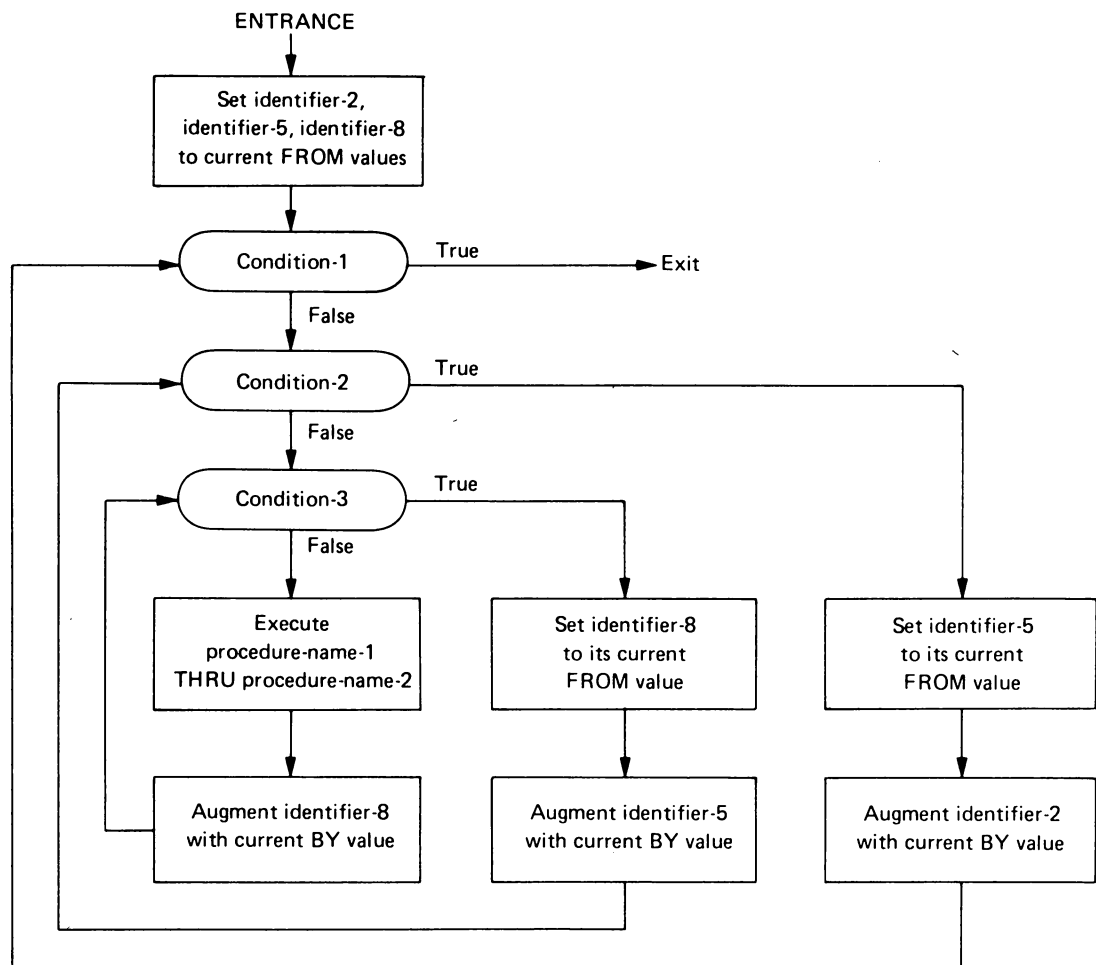 ENTRANCE
Set identifier-2,
identifier-5, identifier-8
to current FROM values
Condition-1
True
Exit
False
Condition-2
True
False
Condition-3
True
False
Execute
procedure-name-1
THRU procedure-name-2
Set identifier-8
to its current
FROM value
Set identifier-5
to its current
FROM value
Augment identifier-8
with current BY value
Augment identifier-5
with current BY value
Augment identifier-2
with current BY value